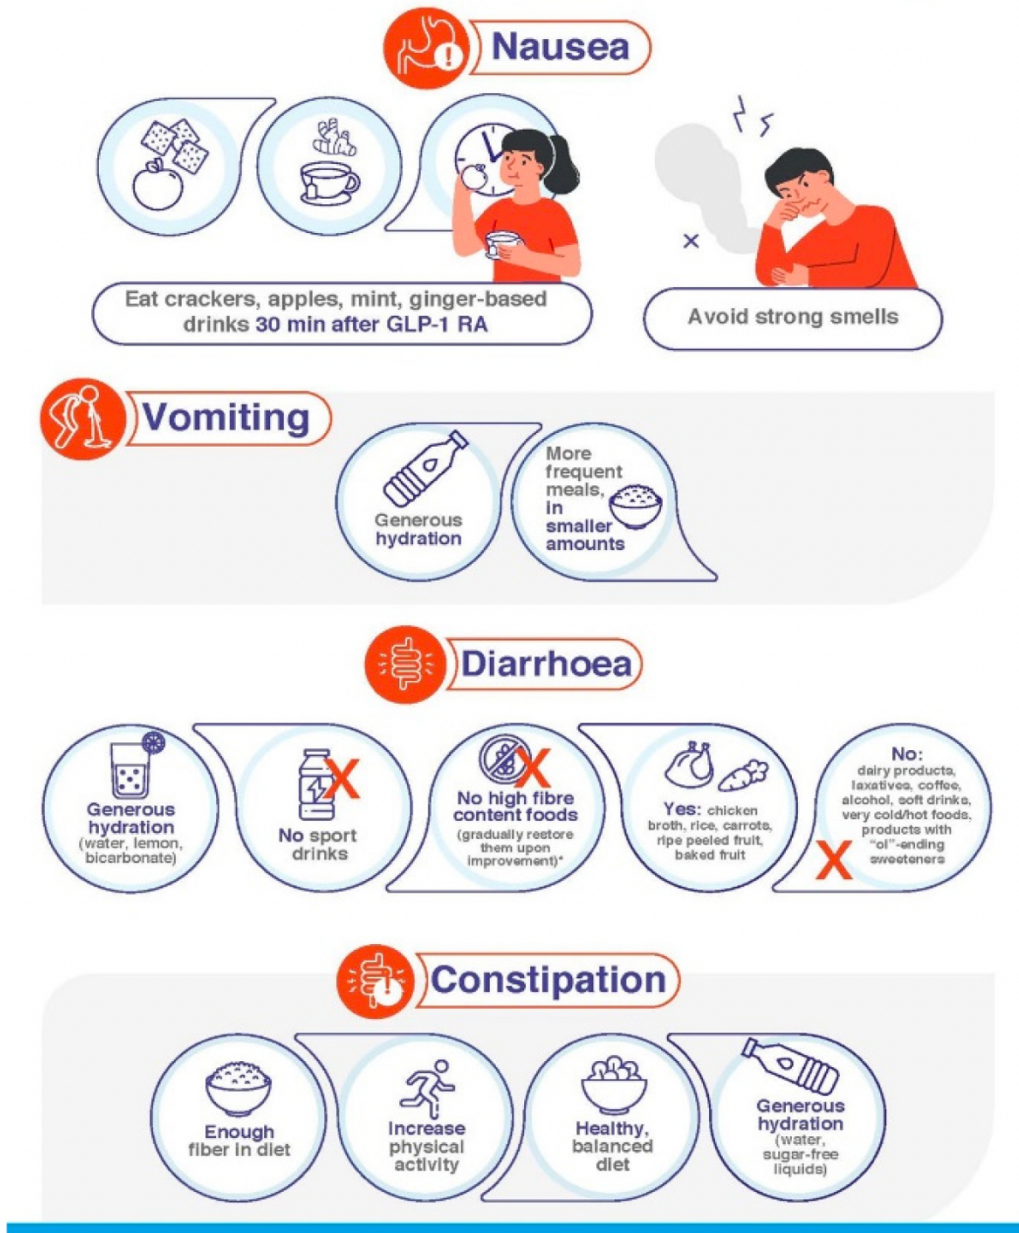 Nausea
Eat crackers, apples, mint, ginger-based
drinks 30 min after GLP-1 RA
Avoid strong smells
Vomiting
Generous
hydration
More
frequent
meals,
in
smaller
amounts
Diarrhoea
Generous
hydration
(water, lemon,
bicarbonate)
No sport
drinks
No high fibre
content foods
(gradually restore
them upon
improvement)*
Yes: chicken
broth, rice, carrots,
ripe peeled fruit,
baked fruit
No:
dairy products,
laxatives, coffee,
alcohol, soft drinks,
very cold/hot foods,
products with
"ol"-ending
sweeteners
Constipation
Enough
fiber in diet
Increase
physical
activity
Healthy,
balanced
diet
Generous
hydration
(water,
sugar-free
liquids)